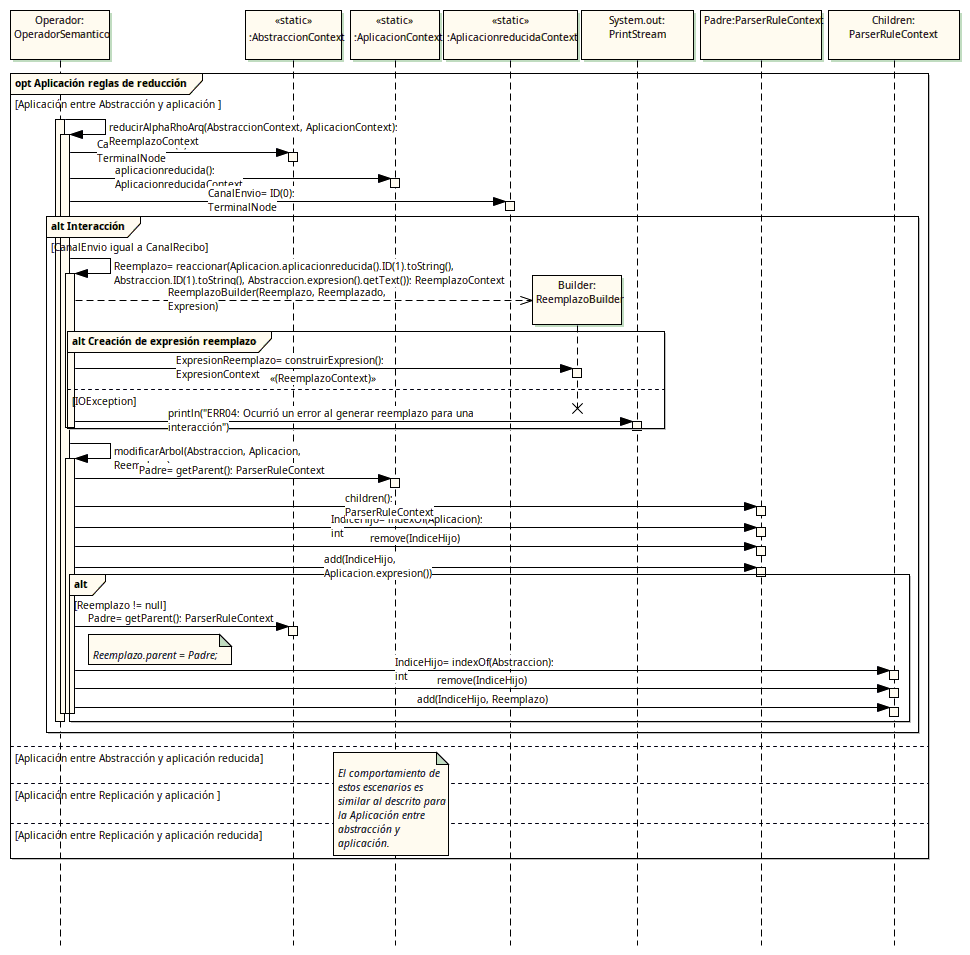 Operador:
OperadorSemantico
«static»
:AbstraccionContext
«static»
:AplicacionContext
«static»
:AplicacionreducidaContext
System.out:
PrintStream
Padre:ParserRuleContext
Children:
ParserRuleContext
opt Aplicación reglas de reducción
[Aplicación entre Abstracción y aplicación ]
reducirAlphaRhoArq(AbstraccionContext, AplicacionContext):
ReemplazoContext
TerminalNode
aplicacionreducida():
AplicacionreducidaContext
CanalEnvio= ID(0):
TerminalNode
alt Interacción
[CanalEnvio igual a CanalRecibo]
Reemplazo= reaccionar(Aplicacion.aplicacionreducida().ID(1).toString(),
Abstraccion.ID(1).toString(), Abstraccion.expresion().getText()): ReemplazoContext
ReemplazoBuilder(Reemplazo, Reemplazado,
Expresion)
Builder:
ReemplazoBuilder
alt Creación de expresión reemplazo
ExpresionReemplazo= construirExpresion():
ExpresionContext
«(ReemplazoContext)»
[IOException]
println("ERR04: Ocurrió un error al generar reemplazo para una
interacción")
modificarArbol(Abstraccion, Aplicacion,
Padre= getParent(): ParserRuleContext
children():
ParserRuleContext
IndiceHijo= indexOf(Aplicacion):
int
remove(IndiceHijo)
add(IndiceHijo,
Aplicacion.expresion())
alt
[Reemplazo != null]
Padre= getParent(): ParserRuleContext
Reemplazo.parent = Padre;
IndiceHijo= indexOf(Abstraccion):
int
remove(IndiceHijo)
add(IndiceHijo, Reemplazo)
[Aplicación entre Abstracción y aplicación reducida]
[Aplicación entre Replicación y aplicación ]
[Aplicación entre Replicación y aplicación reducida]
El comportamiento de
estos escenarios es
similar al descrito para
la Aplicación entre
abstracción y
aplicación.